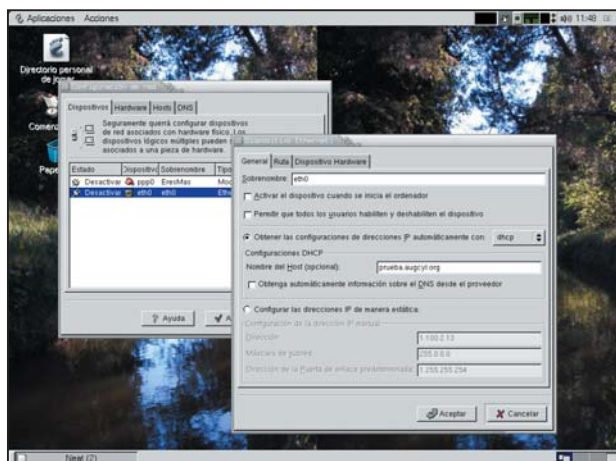 Aplicaciones Acciones
11:48
Directorio personal
de jomar
Configuración de red
Dispositivos Hardware Hosts DNS
Seguramente querrá configurar dispositivos
de red asociados con hardware físico. Los
dispositivos lógicos múltiples pueden
asociados a una pieza de hardware.
Estado Dispositivo Sobrenombre Tipo
Desactivar ppp0 EresMas
Desactivar eth0 eth0
Ayuda
Dispositivo Ethernet
General Ruta Dispositivo Hardware
Sobrenombre: eth0
Activar el dispositivo cuando se inicia el ordenador
Permitir que todos los usuarios habiliten y deshabiliten el dispositivo
Obtener las configuraciones de direcciones IP automáticamente con: dhcp
Configuraciones DHCP
Nombre del Host (opcional): prueba.augcyl.org
Obtenga automáticamente información sobre el DNS desde el proveedor
Configurar las direcciones IP de manera estática:
Configuración de la dirección IP manual
Dirección 1.100.2.13
Máscara de subred: 255.0.0.0
Dirección de la Puerta de enlace predeterminada: 1.255.255.254
Aceptar Cancelar
Neat (2)